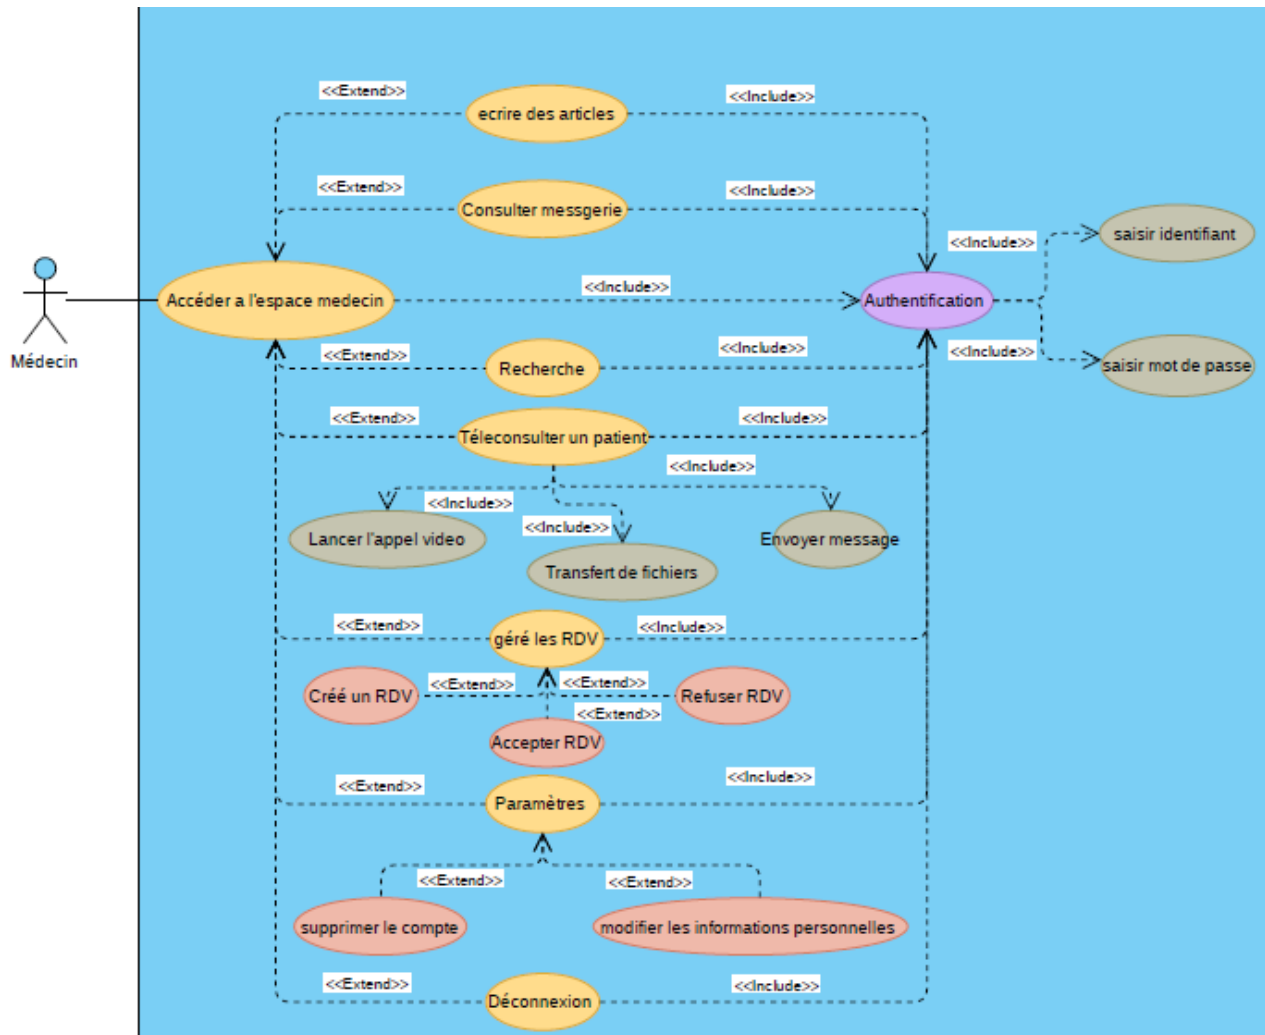 <<Extend>>
<<Include>>
ecrire des articles
<<Extend>>
<<Include>>
Consulter messgerie
saisir identifiant
<<Include>>
Accéder a l'espace medecin
<<Include>>
Authentification
Médecin
<<Extend>>
<<Include>>
<<Include>>
Recherche
saisir mot de passe
<<Extend>>
<<Include>>
Téleconsulter un patient
<<Include>>
<<Include>>
<<Include>>
Lancer l'appel video
Envoyer message
Transfert de fichiers
<<Extend>>
<<Include>>
géré les RDV
<<Extend>>
<<Extend>>
Créé un RDV
Refuser RDV
<<Extend>>
Accepter RDV
<<Extend>>
<<Include>>
Paramètres
<<Extend>>
<<Extend>>
supprimer le compte
modifier les informations personnelles
<<Extend>>
<<Include>>
Déconnexion